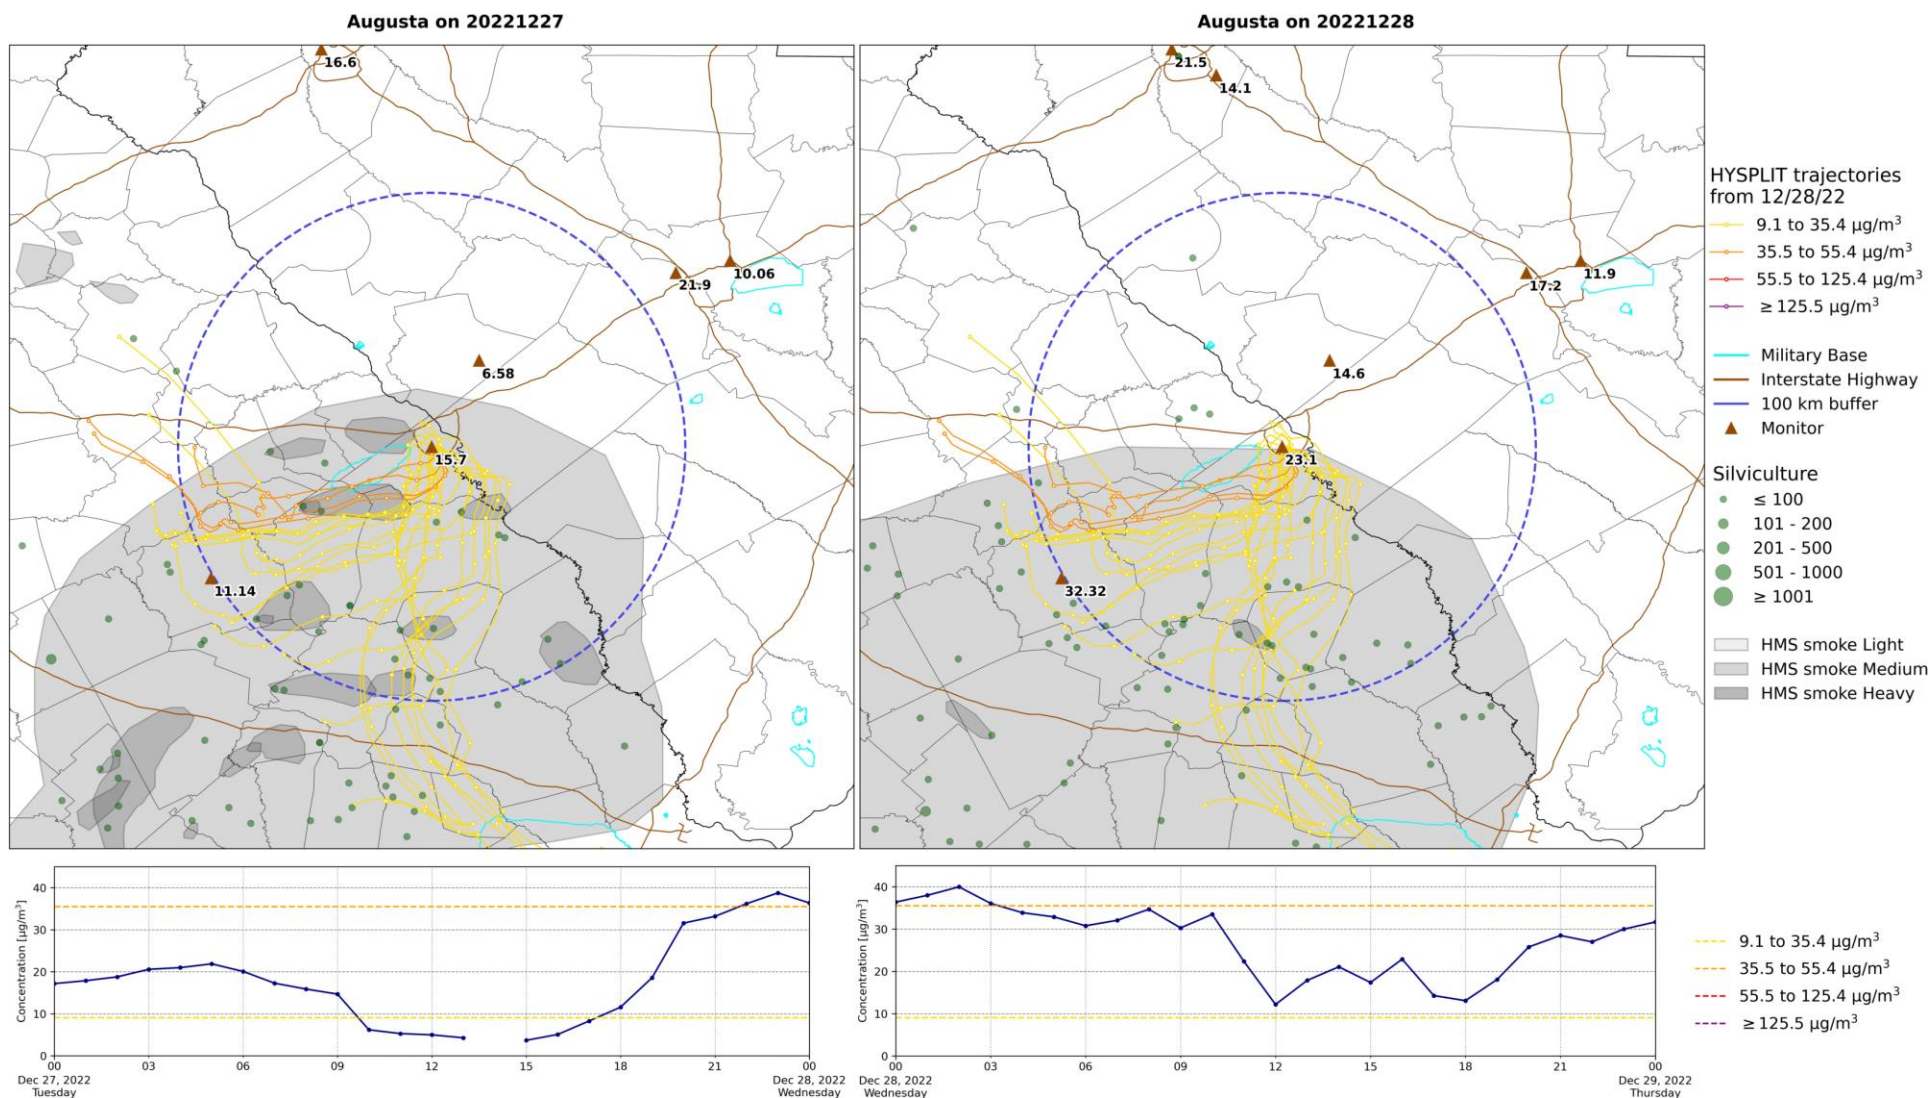 Augusta on 20221227
Augusta on 20221228
16.6
10.06
21.9
6.58
15.7
11.14
21.5
14.1
11.9
17.2
14.6
23.1
32.32
HYSPLIT trajectories
from 12/28/22
9.1 to 35.4 µg/m³
35.5 to 55.4 µg/m³
55.5 to 125.4 µg/m³
≥ 125.5 µg/m³
Military Base
Interstate Highway
100 km buffer
Monitor
Silviculture
≤ 100
101 - 200
201 - 500
501 - 1000
≥ 1001
HMS smoke Light
HMS smoke Medium
HMS smoke Heavy
Concentration [µg/m³]
40
30
20
10
0
00 03 06 09 12 15 18 21 00
Dec 27, 2022 Dec 28, 2022
Tuesday Wednesday
Concentration [µg/m³]
40
30
20
10
0
00 03 06 09 12 15 18 21 00
Dec 28, 2022 Dec 29, 2022
Wednesday Thursday
9.1 to 35.4 µg/m³
35.5 to 55.4 µg/m³
55.5 to 125.4 µg/m³
≥ 125.5 µg/m³